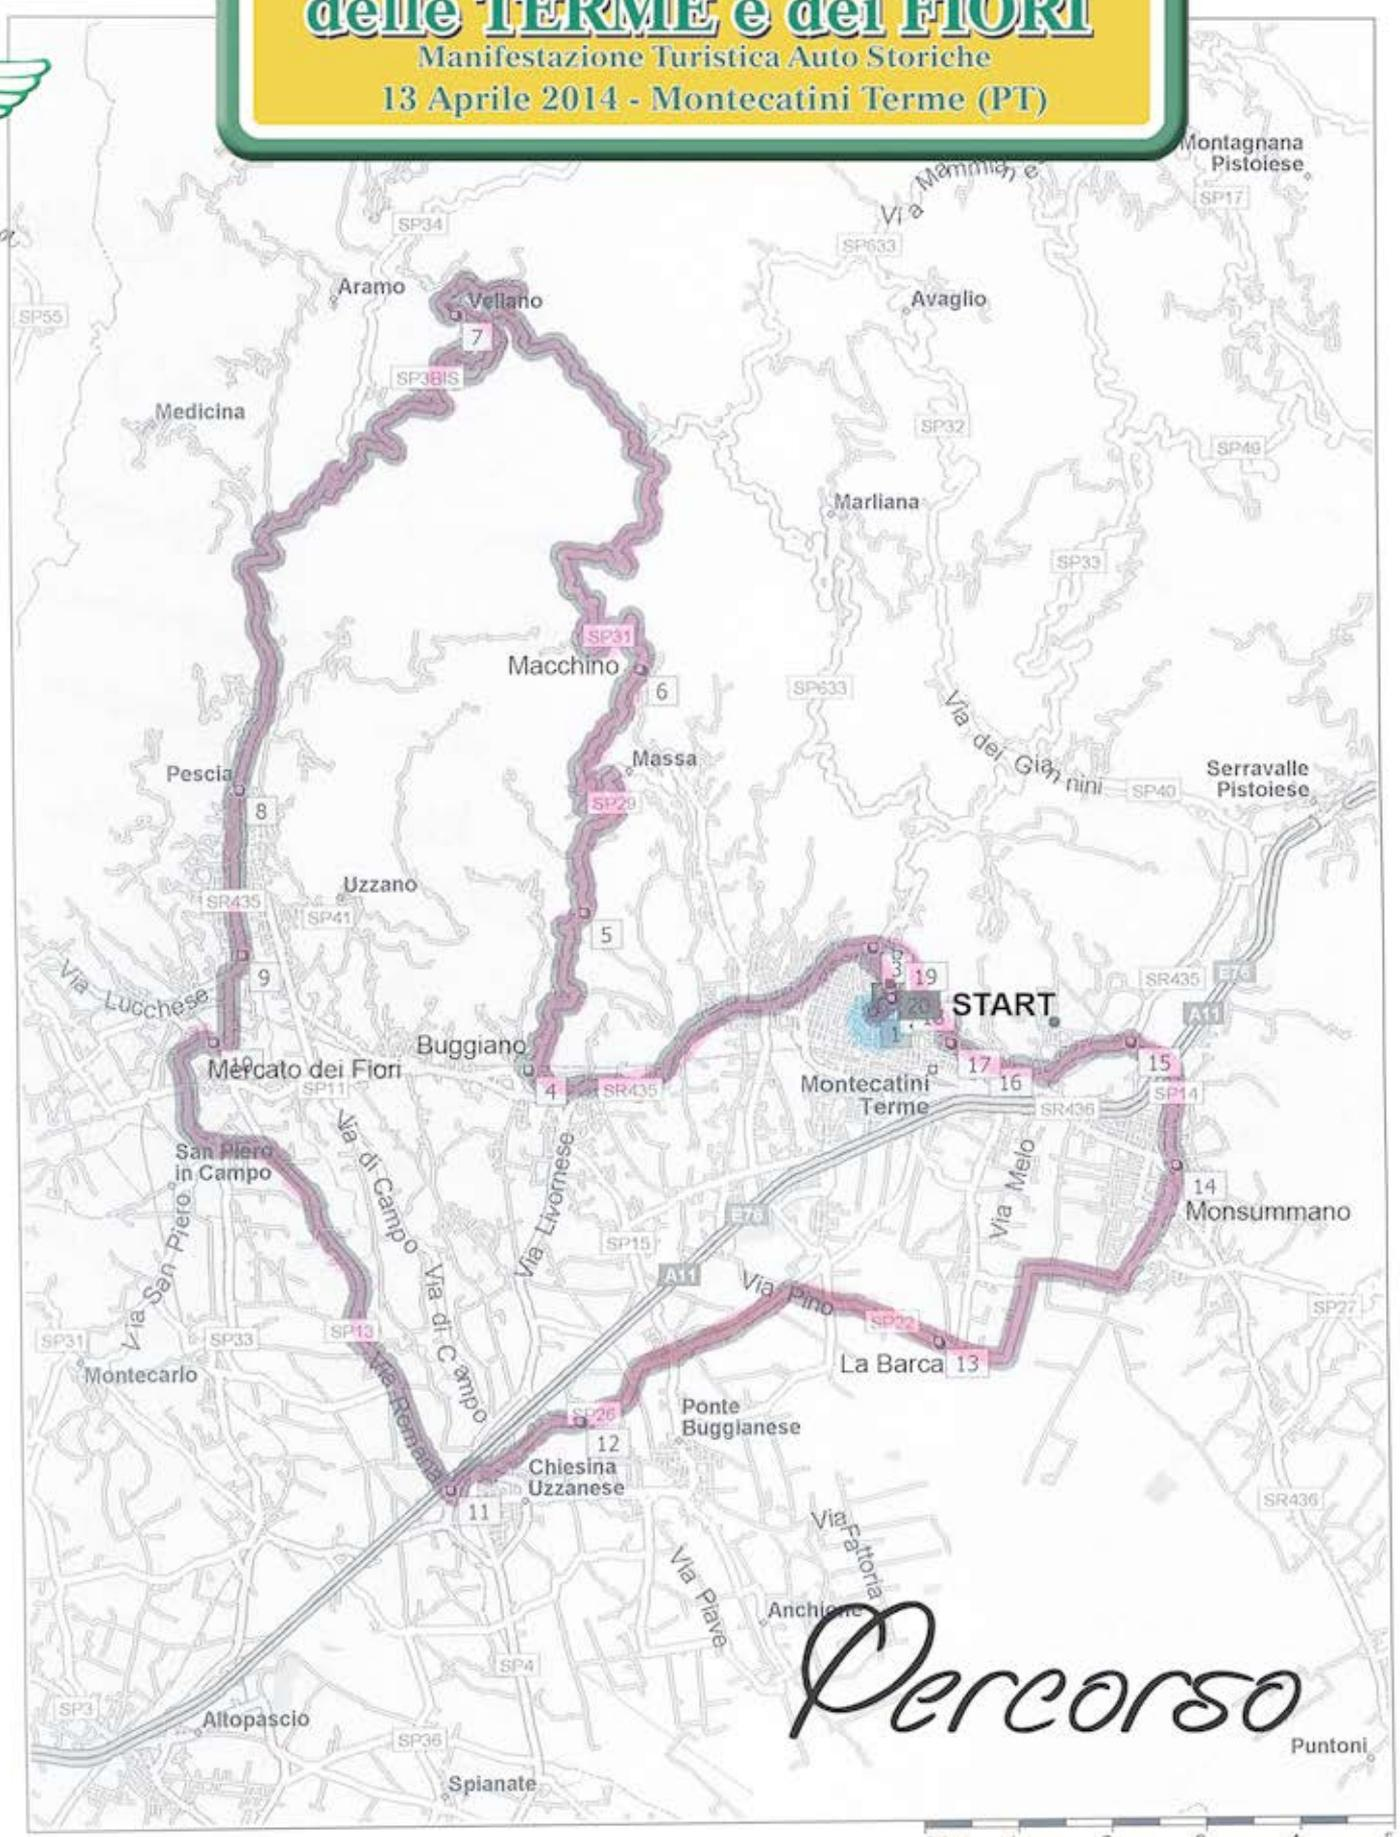 delle TERME e dei FIORI
Manifestazione Turistica Auto Storiche
13 Aprile 2014 - Montecatini Terme (PT)
Montagnana
Pistoiese
Via Mammiane
SP17
SP34
SP633
Aramo
Vellano
Avaglio
SP55
7
SP3BIS
Medicina
SP32
SP49
Marliana
SP33
SP31
Macchino
6
SP633
Via dei Giannini
Massa
Pescia
Serravalle
Pistoiese
SP40
SP29
8
Uzzano
SR435
SP41
5
9
3
19
SR435
E76
Via Lucchese
START
20
A11
18
1
Buggiano
10
Mercato dei Fiori
17
15
16
SP11
4
SR435
Montecatini
Terme
SP14
SR436
San Piero
in Campo
Via di Campo
Via Livornese
Via Melo
14
Monsummano
Via San Piero
E76
SP15
Via di Campo
A11
Via Pino
SP27
SP22
SP31
SP33
SP13
La Barca
13
Montecarlo
Via Romana
SP26
Ponte
Buggianese
12
Chiesina
Uzzanese
11
SR436
Via Fattoria
Via Piave
Anchione
Percorso
SP4
SP3
Altopascio
SP36
Puntoni
Spianate